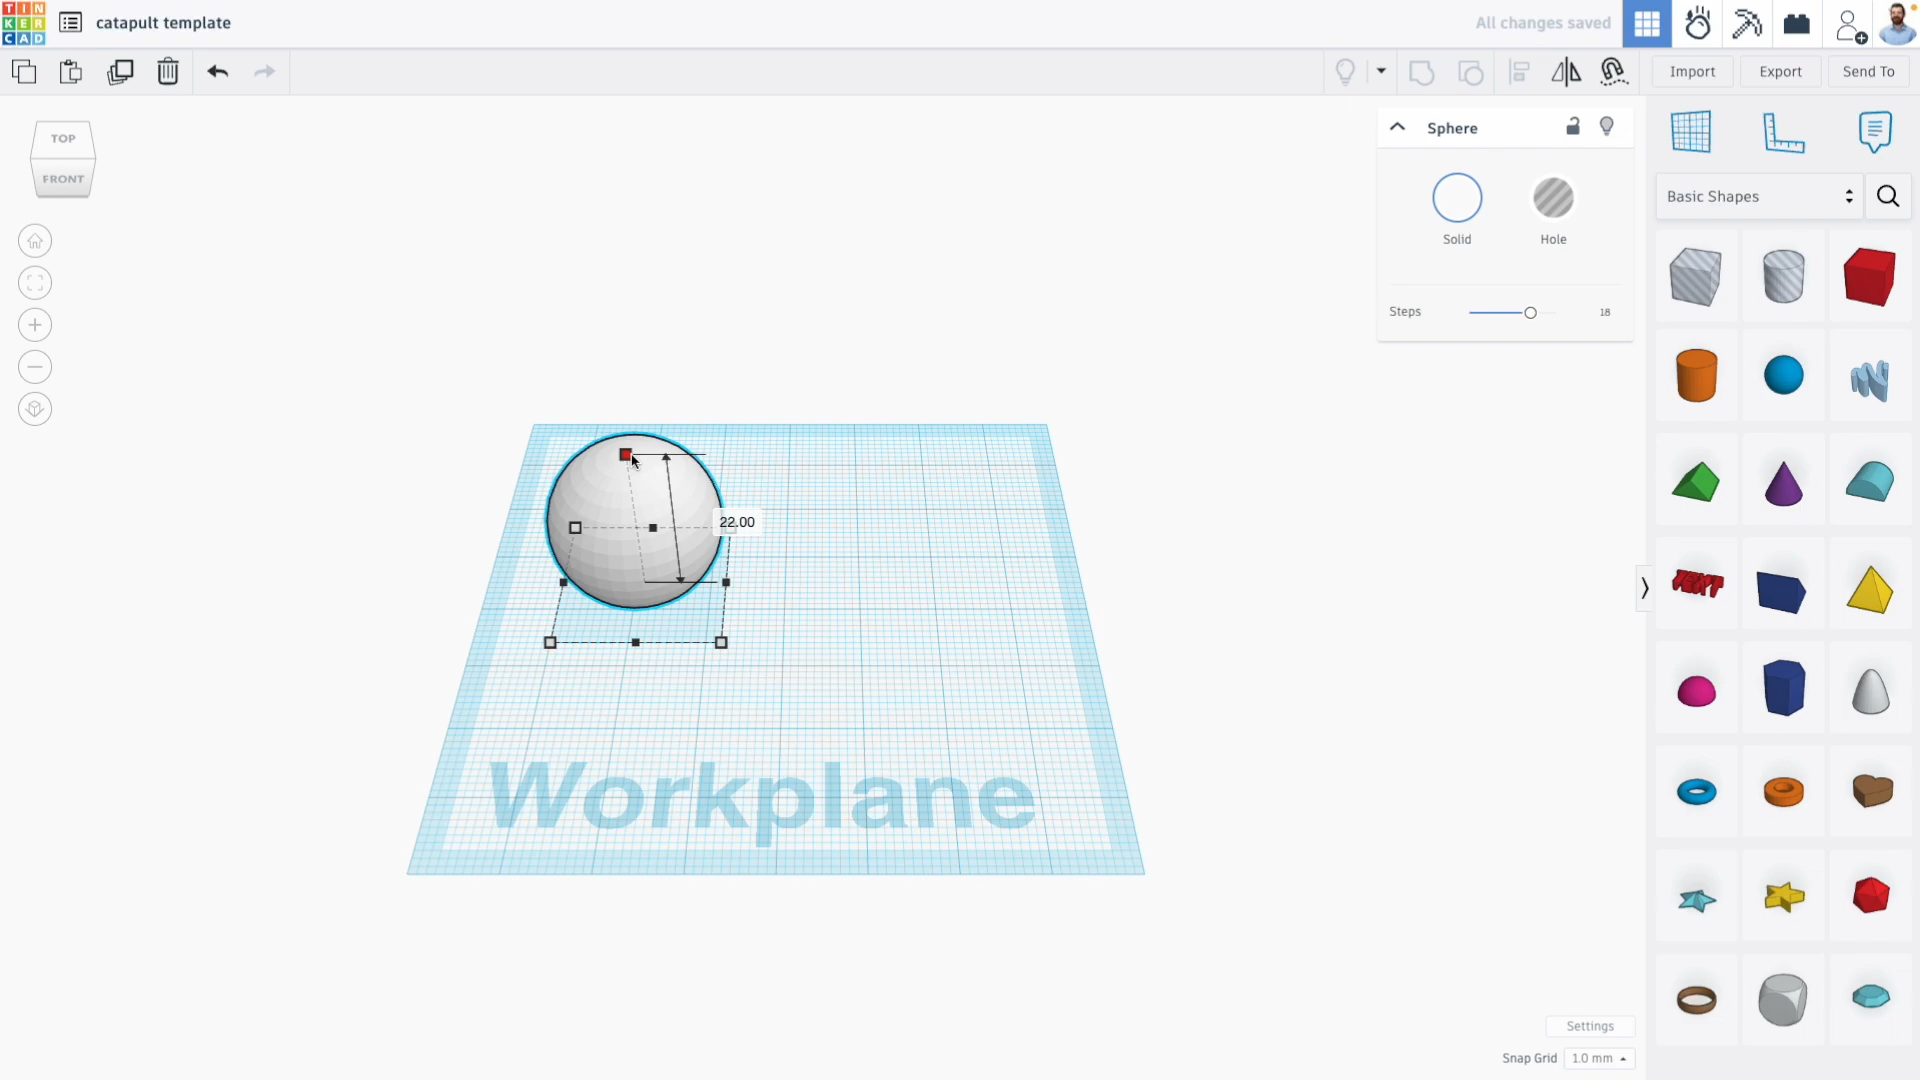 TIN
KER
CAD
catapult template
All changes saved
Import
Export
Send To
TOP
FRONT
Sphere
Solid
Hole
Steps
18
Basic Shapes
TEXT
22.00
Workplane
Settings
Snap Grid
1.0 mm